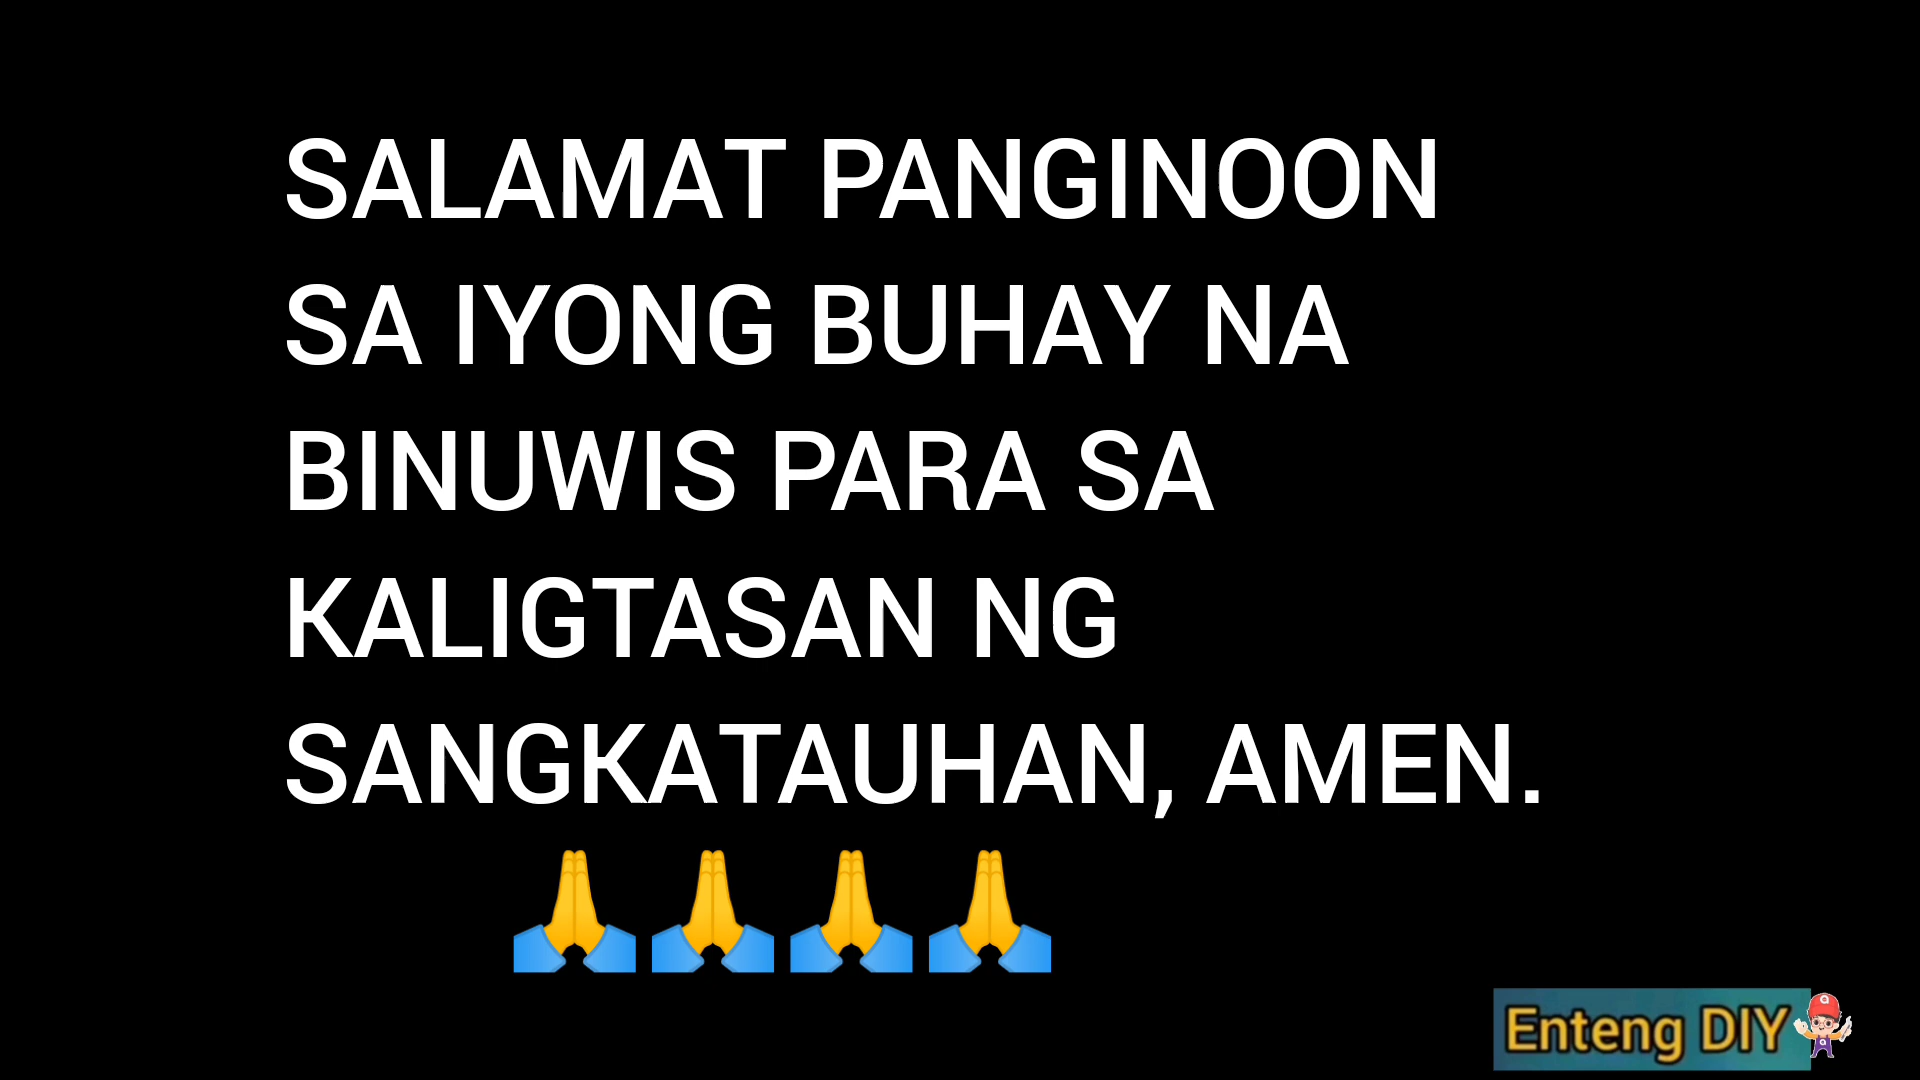 SALAMAT PANGINOON
SA IYONG BUHAY NA
BINUWIS PARA SA
KALIGTASAN NG
SANGKATAUHAN, AMEN.
🙏🙏🙏🙏
Enteng DIY